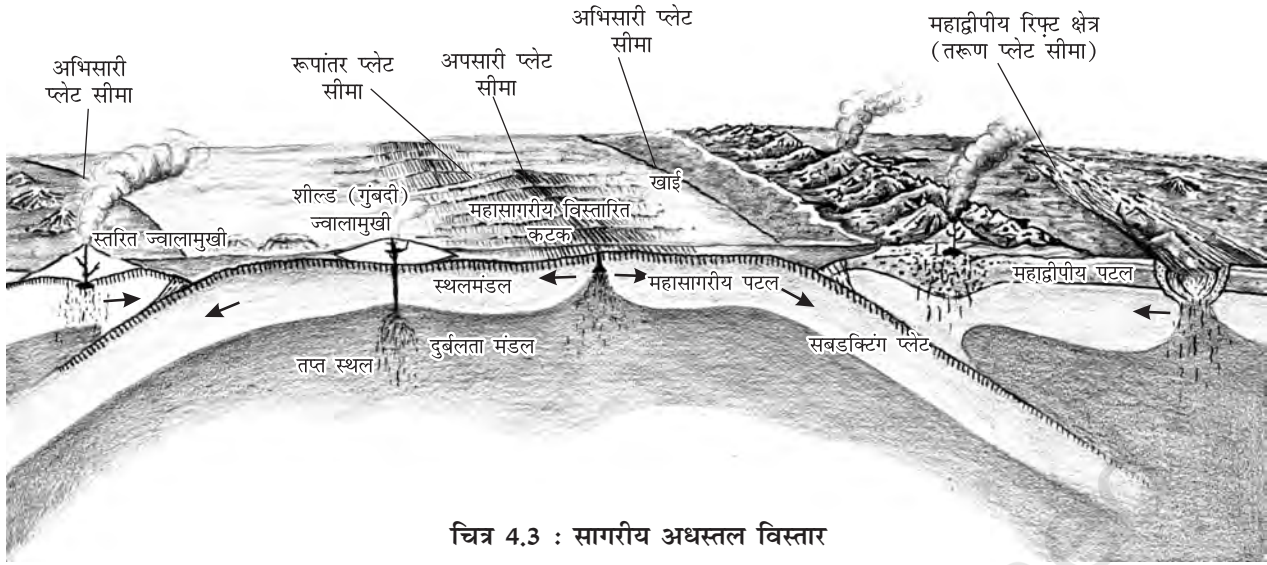 अभिसारी
प्लेट सीमा
रूपांतर प्लेट
सीमा
अपसारी प्लेट
सीमा
अभिसारी प्लेट
सीमा
महाद्वीपीय रिफ़्ट क्षेत्र
(तरूण प्लेट सीमा)
स्तरित ज्वालामुखी
शील्ड (गुंबदी)
ज्वालामुखी
महासागरीय विस्तारित
कटक
खाई
स्थलमंडल
महासागरीय पटल
महाद्वीपीय पटल
तप्त स्थल
दुर्बलता मंडल
सबडक्टिंग प्लेट
चित्र 4.3 : सागरीय अधस्तल विस्तार